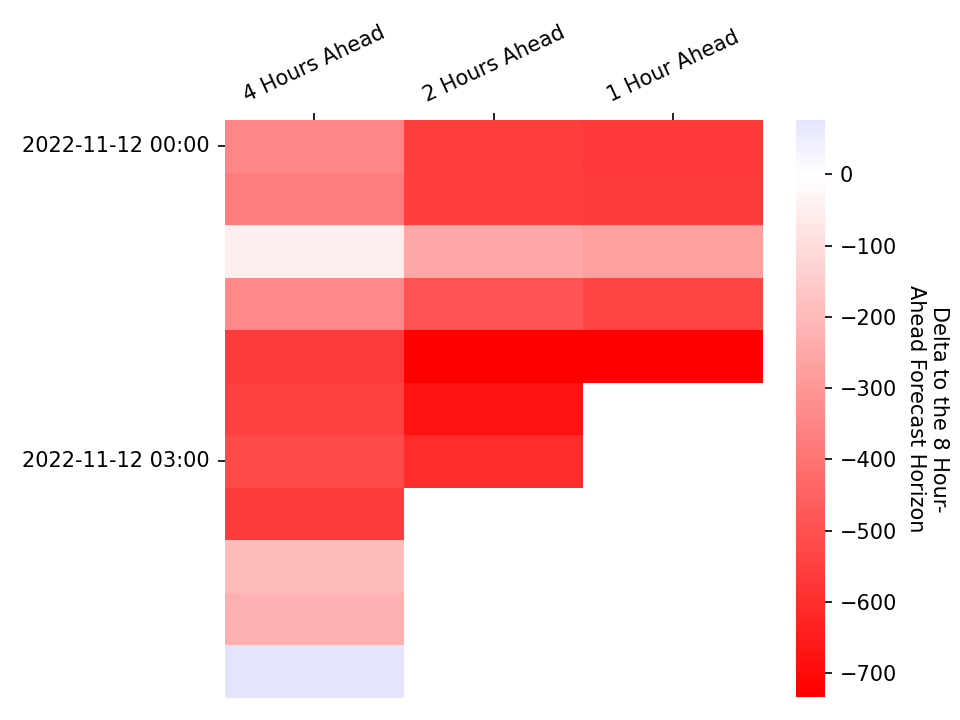 4 Hours Ahead
2 Hours Ahead
1 Hour Ahead
2022-11-12 00:00
2022-11-12 03:00
0
−100
−200
−300
−400
−500
−600
−700
Delta to the 8 Hour-
Ahead Forecast Horizon